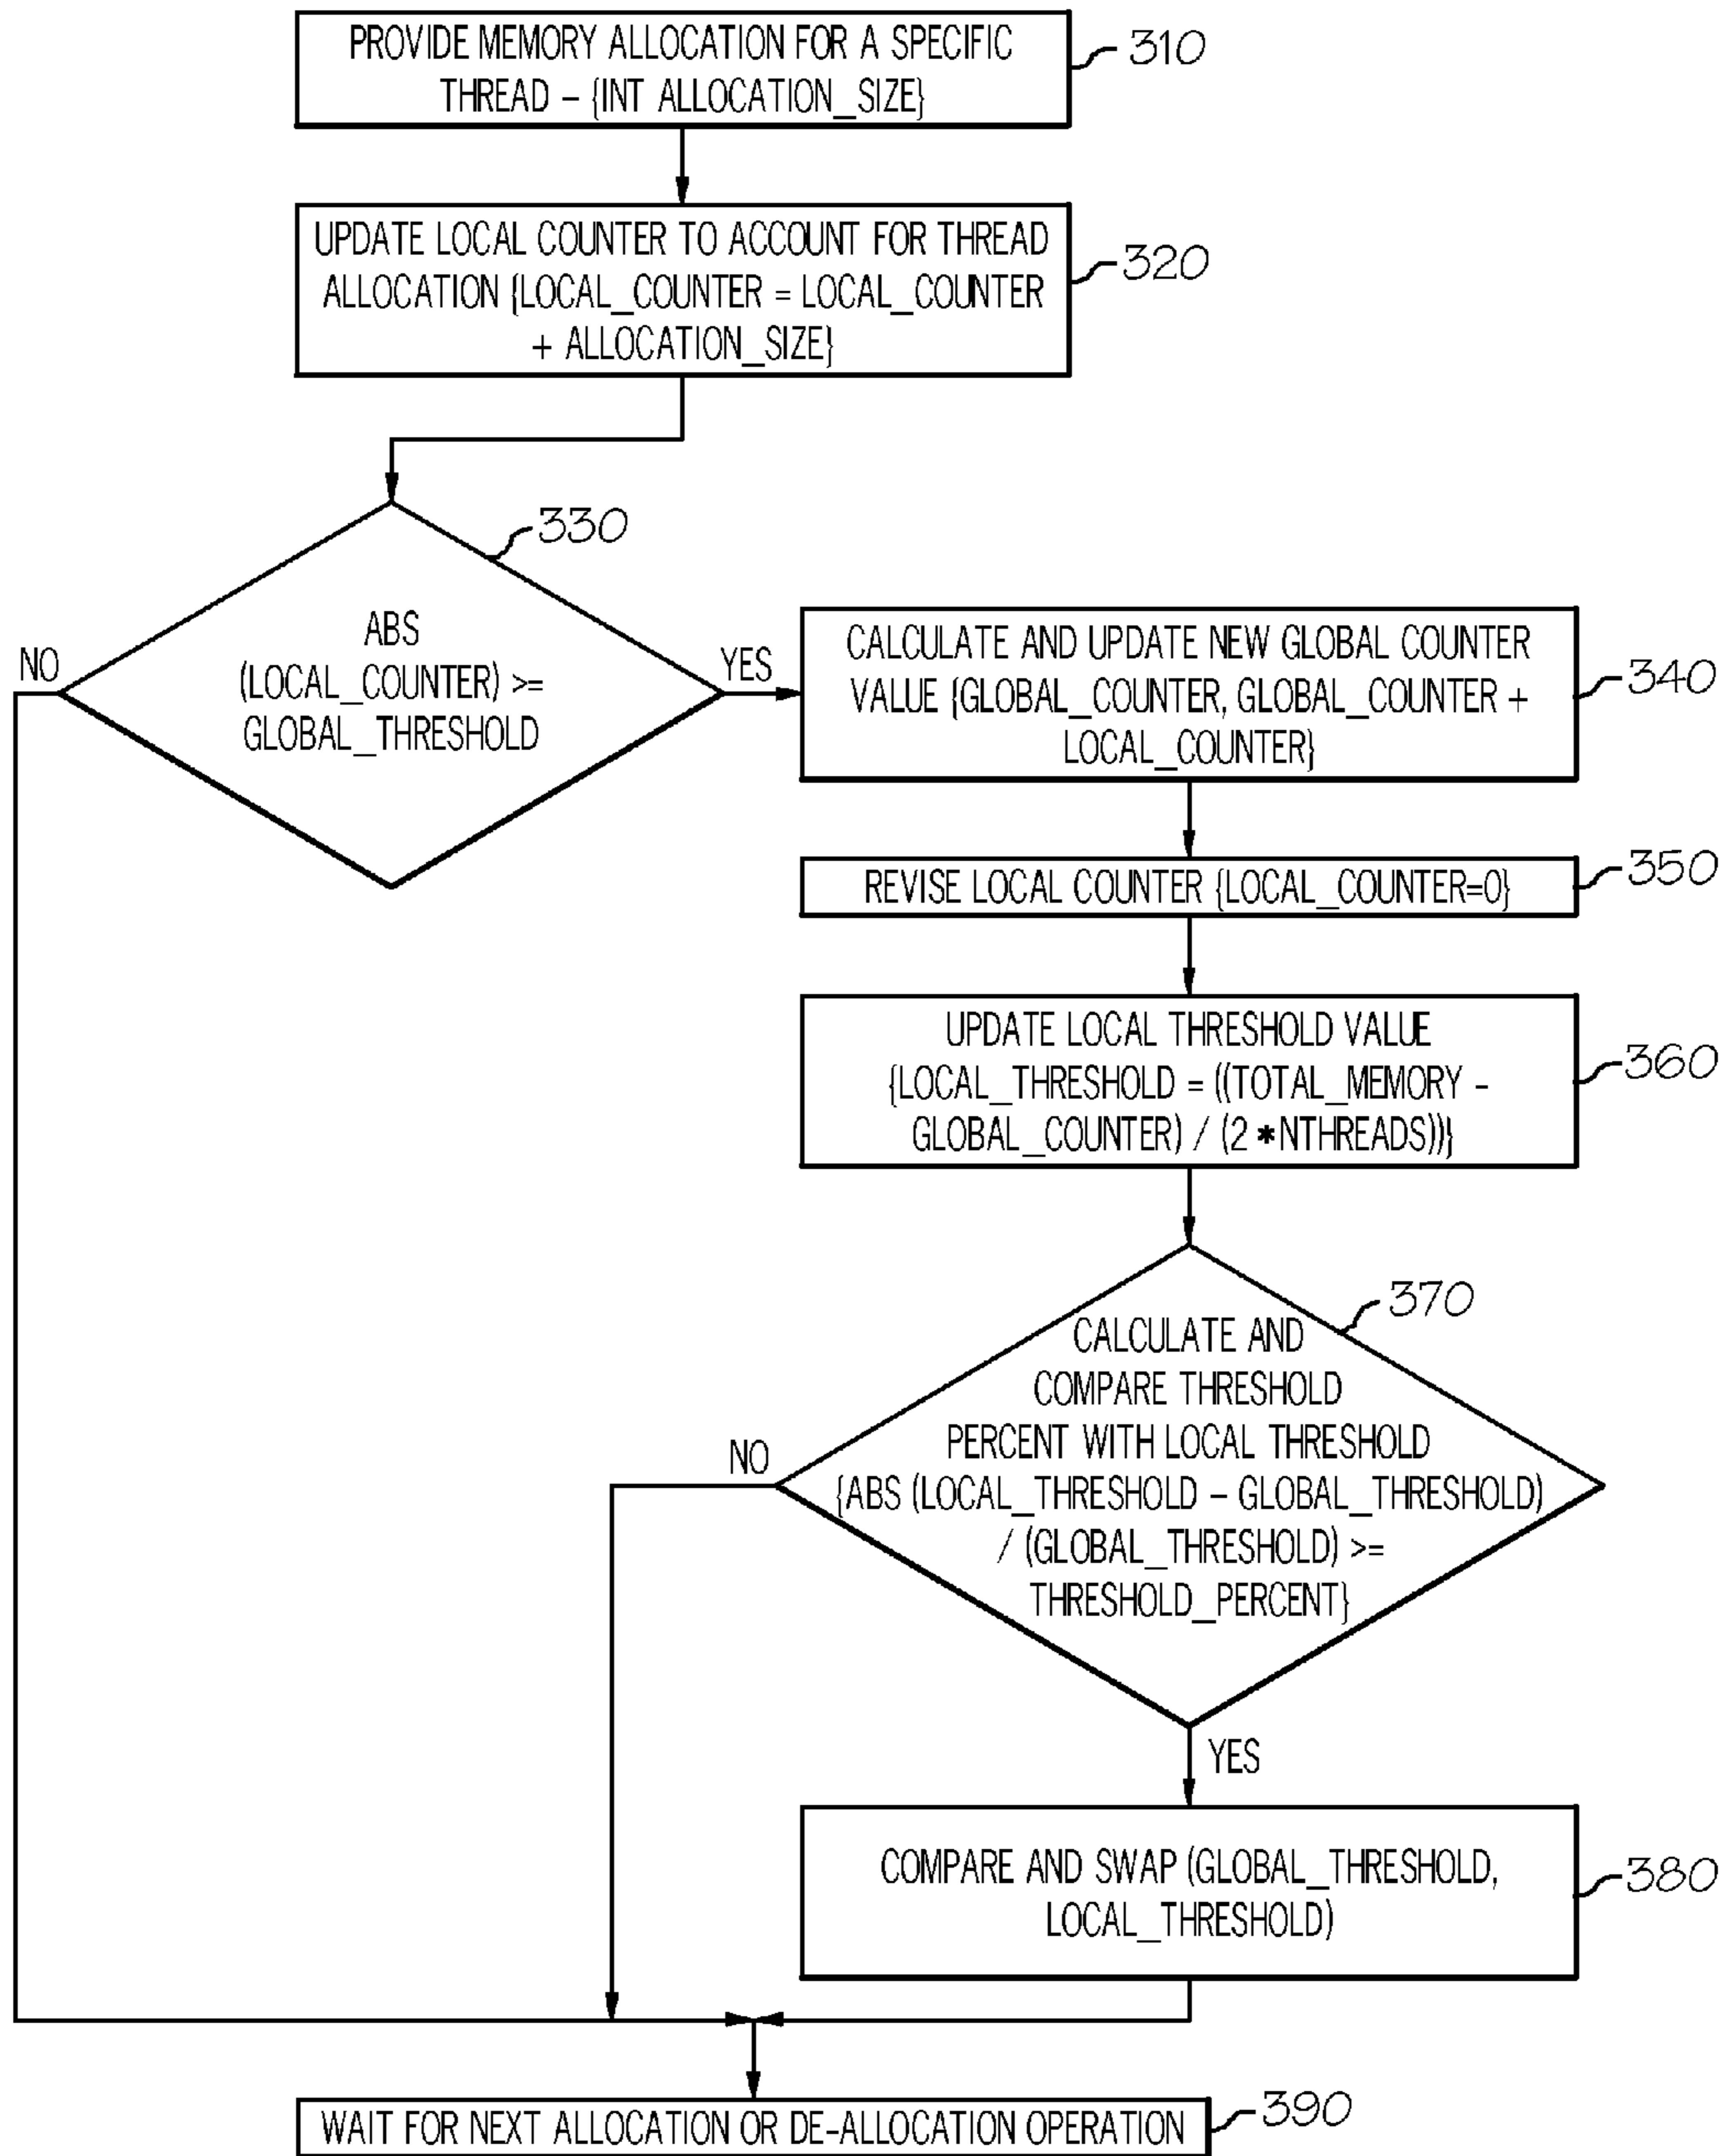 PROVIDE MEMORY ALLOCATION FOR A SPECIFIC
THREAD – {INT ALLOCATION_SIZE}
310
UPDATE LOCAL COUNTER TO ACCOUNT FOR THREAD
ALLOCATION {LOCAL_COUNTER = LOCAL_COUNTER
+ ALLOCATION_SIZE}
320
330
ABS
(LOCAL_COUNTER) >=
GLOBAL_THRESHOLD
NO
YES
CALCULATE AND UPDATE NEW GLOBAL COUNTER
VALUE {GLOBAL_COUNTER, GLOBAL_COUNTER +
LOCAL_COUNTER}
340
REVISE LOCAL COUNTER {LOCAL_COUNTER=0}
350
UPDATE LOCAL THRESHOLD VALUE
{LOCAL_THRESHOLD = ((TOTAL_MEMORY –
GLOBAL_COUNTER) / (2 *NTHREADS))}
360
370
CALCULATE AND
COMPARE THRESHOLD
PERCENT WITH LOCAL THRESHOLD
{ABS (LOCAL_THRESHOLD – GLOBAL_THRESHOLD)
/ (GLOBAL_THRESHOLD) >=
THRESHOLD_PERCENT}
NO
YES
COMPARE AND SWAP (GLOBAL_THRESHOLD,
LOCAL_THRESHOLD)
380
WAIT FOR NEXT ALLOCATION OR DE-ALLOCATION OPERATION
390